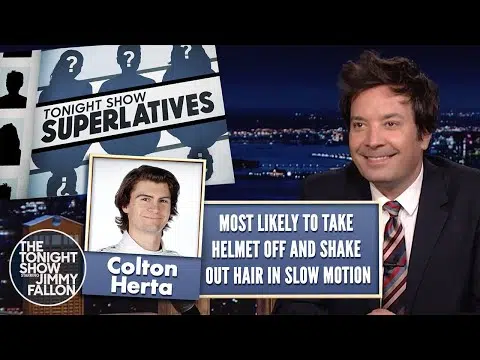 ?
?
?
TONIGHT SHOW
SUPERLATIVES
Colton
Herta
MOST LIKELY TO TAKE
HELMET OFF AND SHAKE
OUT HAIR IN SLOW MOTION
THE
TONIGHT
SHOW
STARRING
JIMMY
FALLON